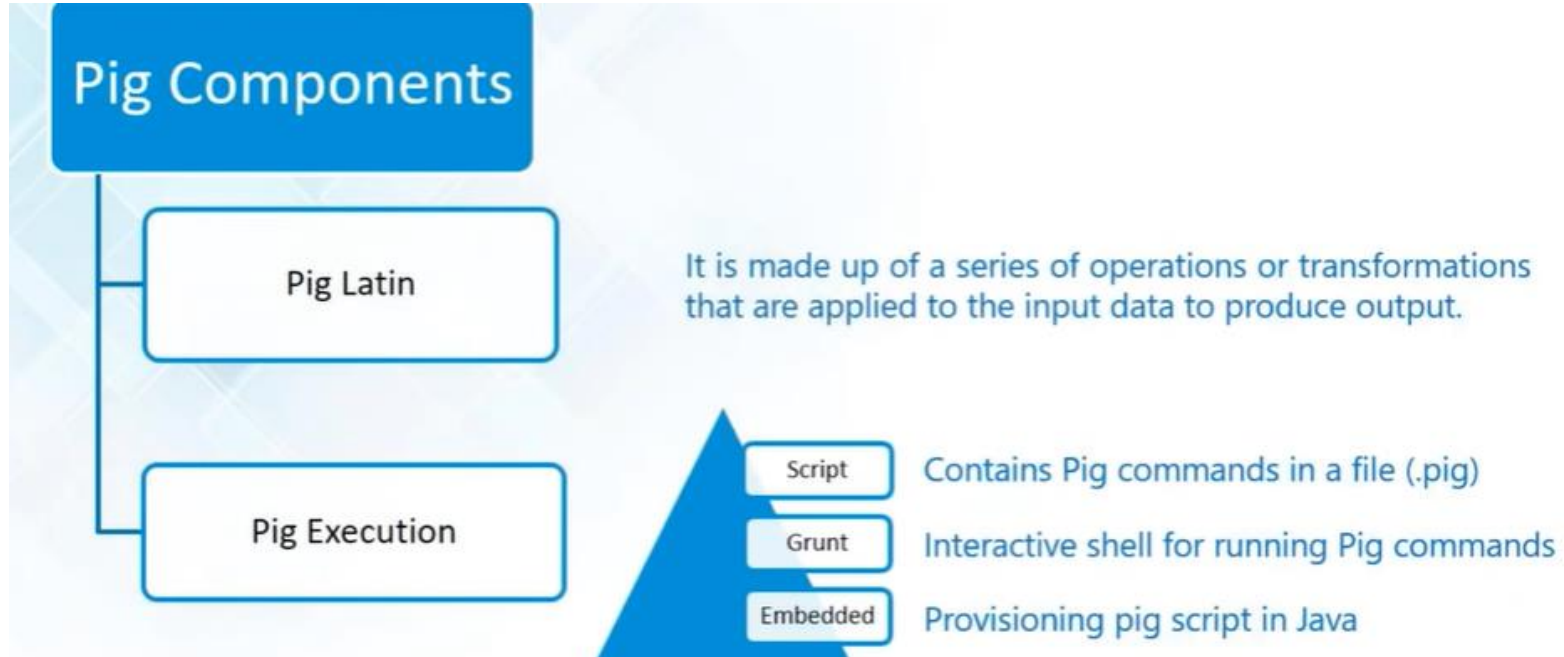 Pig Components
Pig Latin
It is made up of a series of operations or transformations
that are applied to the input data to produce output.
Pig Execution
Script
Contains Pig commands in a file (.pig)
Grunt
Interactive shell for running Pig commands
Embedded
Provisioning pig script in Java